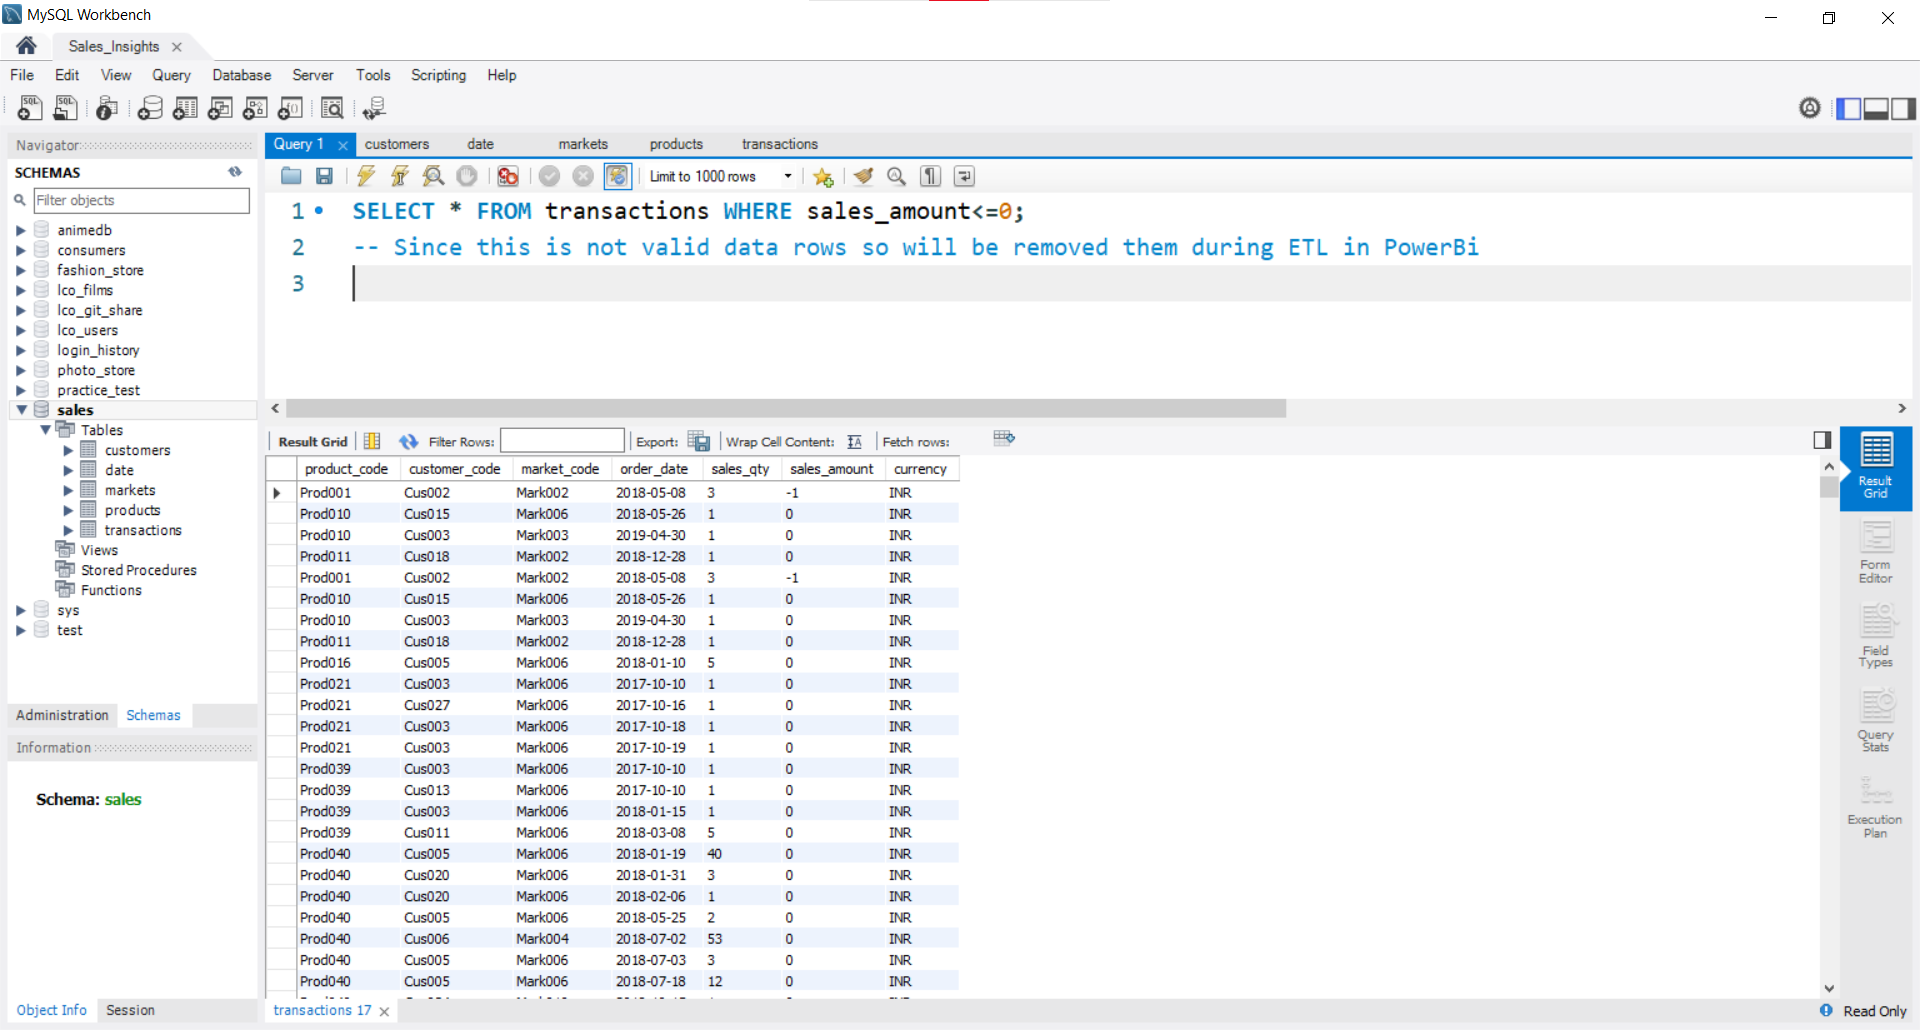 MySQL Workbench
Sales_Insights
File Edit View Query Database Server Tools Scripting Help
Navigator
SCHEMAS
Filter objects
animedb
consumers
fashion_store
lco_films
lco_git_share
lco_users
login_history
photo_store
practice_test
sales
Tables
customers
date
markets
products
transactions
Views
Stored Procedures
Functions
sys
test
Administration Schemas
Information
Schema: sales
Object Info Session
Query 1 customers date markets products transactions
Limit to 1000 rows
1 SELECT * FROM transactions WHERE sales_amount<=0;
2 -- Since this is not valid data rows so will be removed them during ETL in PowerBi
3
Result Grid Filter Rows: Export: Wrap Cell Content: Fetch rows:
product_code customer_code market_code order_date sales_qty sales_amount currency
Prod001 Cus002 Mark002 2018-05-08 3 -1 INR
Prod010 Cus015 Mark006 2018-05-26 1 0 INR
Prod010 Cus003 Mark003 2019-04-30 1 0 INR
Prod011 Cus018 Mark002 2018-12-28 1 0 INR
Prod001 Cus002 Mark002 2018-05-08 3 -1 INR
Prod010 Cus015 Mark006 2018-05-26 1 0 INR
Prod010 Cus003 Mark003 2019-04-30 1 0 INR
Prod011 Cus018 Mark002 2018-12-28 1 0 INR
Prod016 Cus005 Mark006 2018-01-10 5 0 INR
Prod021 Cus003 Mark006 2017-10-10 1 0 INR
Prod021 Cus027 Mark006 2017-10-16 1 0 INR
Prod021 Cus003 Mark006 2017-10-18 1 0 INR
Prod021 Cus003 Mark006 2017-10-19 1 0 INR
Prod039 Cus003 Mark006 2017-10-10 1 0 INR
Prod039 Cus013 Mark006 2017-10-10 1 0 INR
Prod039 Cus003 Mark006 2018-01-15 1 0 INR
Prod039 Cus011 Mark006 2018-03-08 5 0 INR
Prod040 Cus005 Mark006 2018-01-19 40 0 INR
Prod040 Cus020 Mark006 2018-01-31 3 0 INR
Prod040 Cus020 Mark006 2018-02-06 1 0 INR
Prod040 Cus005 Mark006 2018-05-25 2 0 INR
Prod040 Cus006 Mark004 2018-07-02 53 0 INR
Prod040 Cus005 Mark006 2018-07-03 3 0 INR
Prod040 Cus005 Mark006 2018-07-18 12 0 INR
Result
Grid
Form
Editor
Field
Types
Query
Stats
Execution
Plan
transactions 17
Read Only